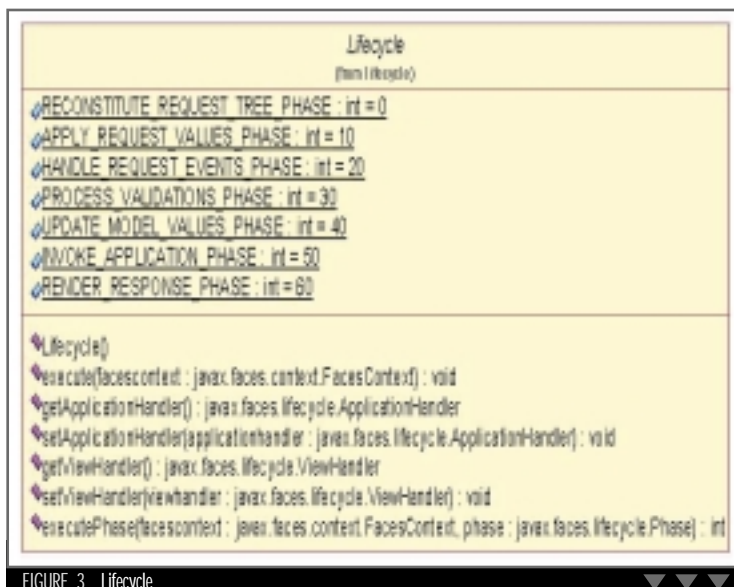 Lifecycle
(from lifecycle)
RECONSTITUTE_REQUEST_TREE_PHASE : int = 0
APPLY_REQUEST_VALUES_PHASE : int = 10
HANDLE_REQUEST_EVENTS_PHASE : int = 20
PROCESS_VALIDATIONS_PHASE : int = 30
UPDATE_MODEL_VALUES_PHASE : int = 40
INVOKE_APPLICATION_PHASE : int = 50
RENDER_RESPONSE_PHASE : int = 60
Lifecycle()
execute(facescontext : javax.faces.context.FacesContext) : void
getApplicationHandler() : javax.faces.lifecycle.ApplicationHandler
setApplicationHandler(applicationhandler : javax.faces.lifecycle.ApplicationHandler) : void
getViewHandler() : javax.faces.lifecycle.ViewHandler
setViewHandler(viewhandler : javax.faces.lifecycle.ViewHandler) : void
executePhase(facescontext : javax.faces.context.FacesContext, phase : javax.faces.lifecycle.Phase) : int
FIGURE 3 Lifecycle